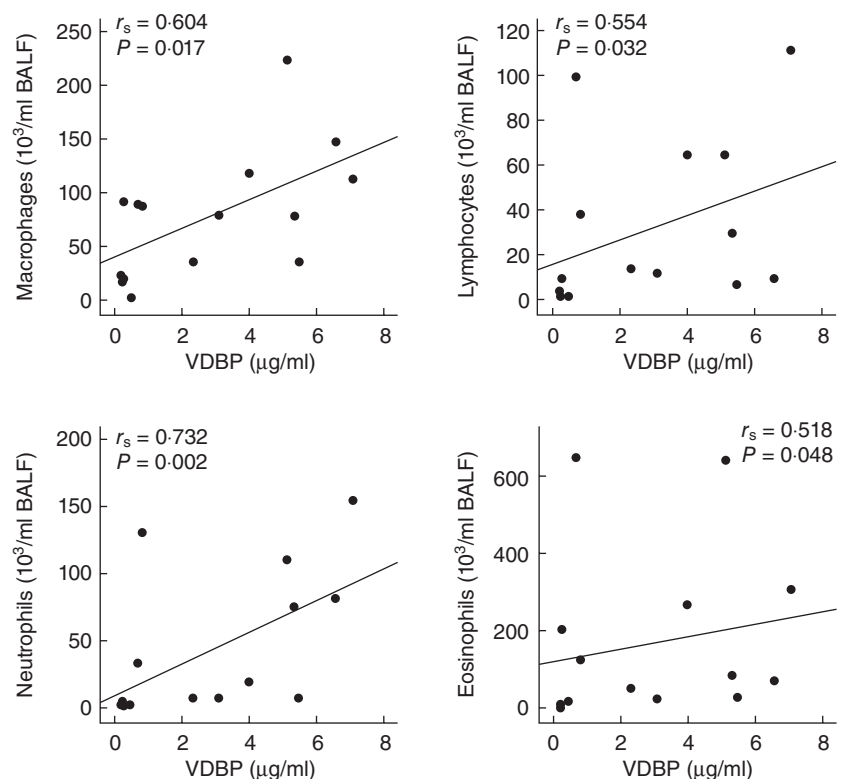 r_s = 0·604
P = 0·017
250
200
150
100
50
0
Macrophages (10³/ml BALF)
0 2 4 6 8
VDBP (μg/ml)
r_s = 0·554
P = 0·032
120
100
80
60
40
20
0
Lymphocytes (10³/ml BALF)
0 2 4 6 8
VDBP (μg/ml)
r_s = 0·732
P = 0·002
200
150
100
50
0
Neutrophils (10³/ml BALF)
0 2 4 6 8
VDBP (μg/ml)
r_s = 0·518
P = 0·048
600
400
200
0
Eosinophils (10³/ml BALF)
0 2 4 6 8
VDBP (μg/ml)